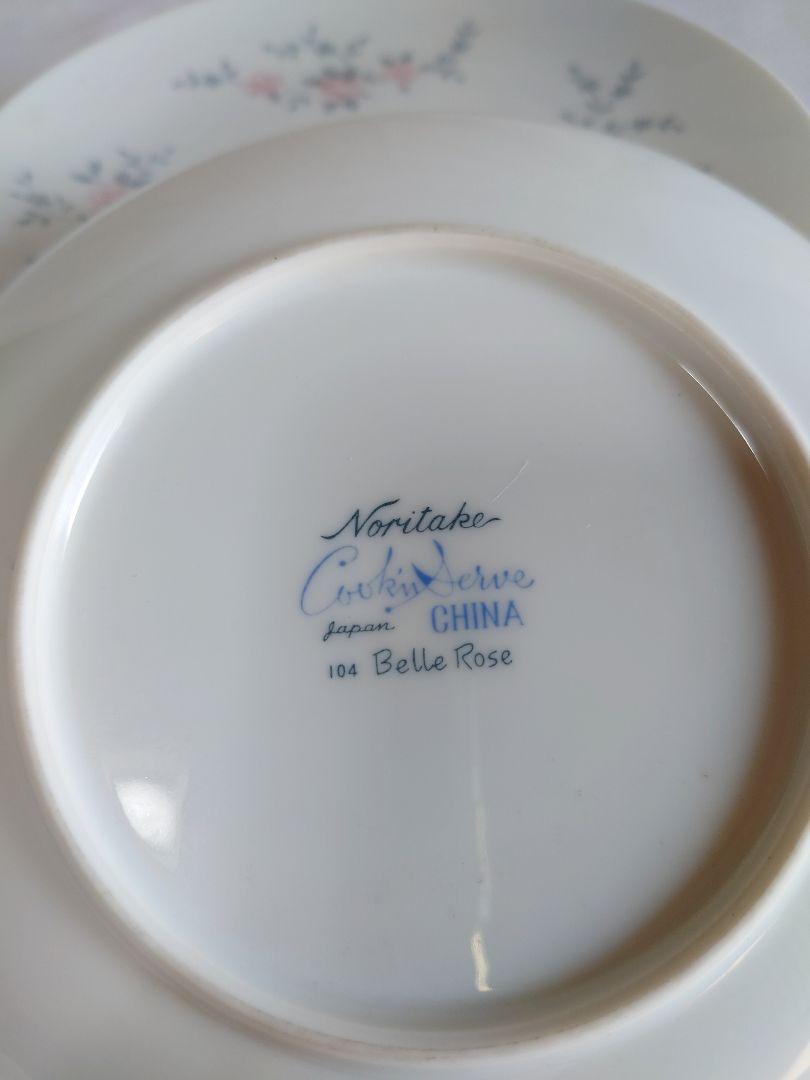 Noritake
Cook'n Serve
Japan CHINA
104 Belle Rose